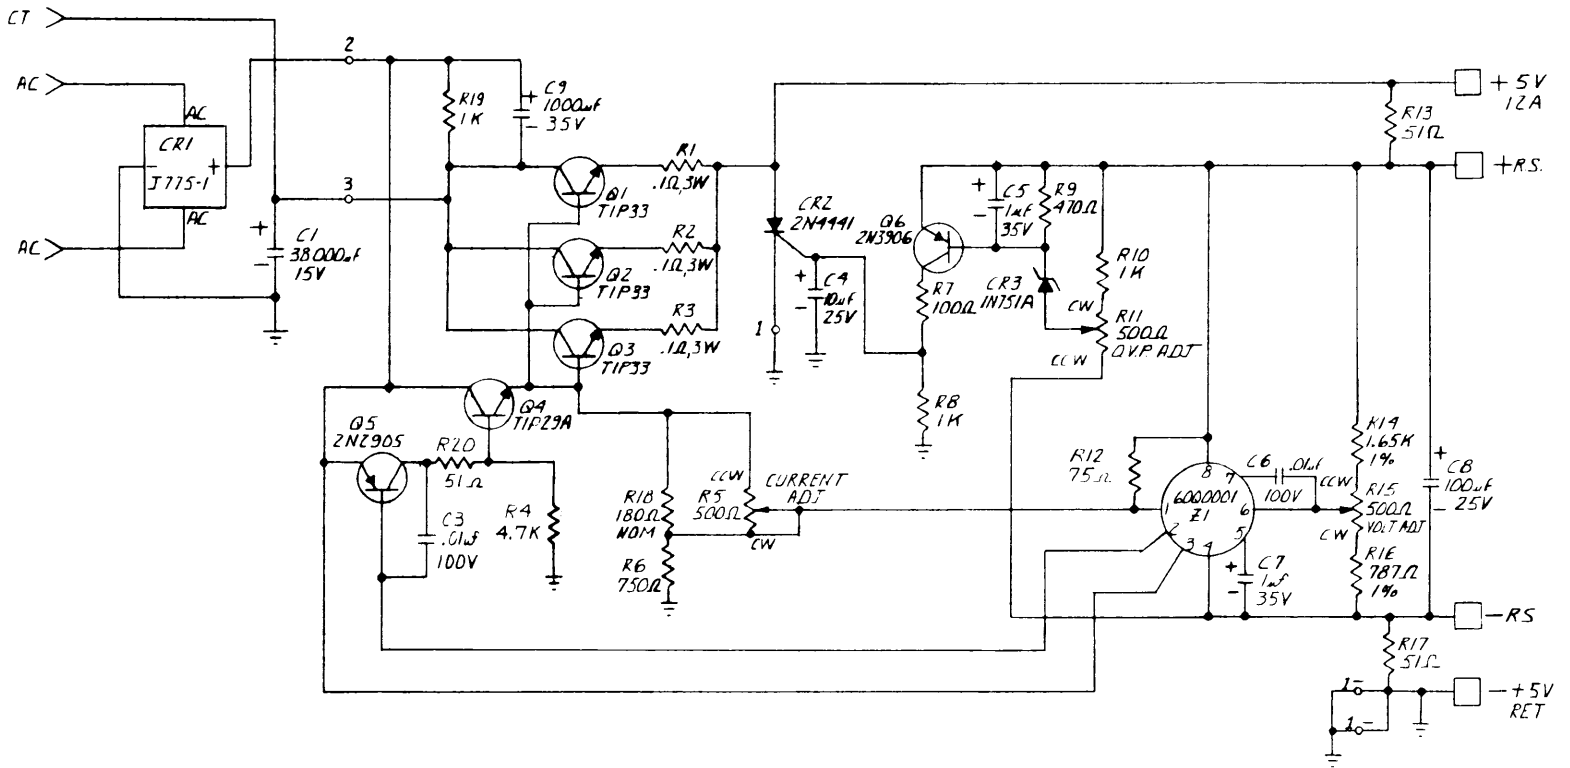 CT
AC
AC
AC
CR1
J775-1
AC
-
+
2
3
+
C1
38000uF
-
15V
R19
1K
+
C9
1000uF
-
35V
Q1
TIP33
R1
.1Ω,3W
Q2
TIP33
R2
.1Ω,3W
Q3
TIP33
R3
.1Ω,3W
Q4
TIP29A
Q5
2N2905
R20
51Ω
C3
.01uF
100V
R4
4.7K
R18
180Ω
NOM
R6
750Ω
CCW
R5
500Ω
CW
CURRENT
ADJ
CR2
2N4441
1
+
C4
10uF
-
25V
Q6
2N3906
R7
100Ω
R8
1K
+
C5
1uF
-
35V
R9
470Ω
CR3
1N751A
R10
1K
CW
R11
500Ω
O.V.P. ADJ
CCW
R12
75Ω
6000001
Z1
1
2
3
4
5
6
7
8
C6
.01uF
100V
+
C7
1uF
-
35V
R14
1.65K
1%
CCW
R15
500Ω
VOLT ADJ
CW
R16
787Ω
1%
+
C8
100uF
-
25V
R13
51Ω
R17
51Ω
+5V
12A
+RS.
-RS
-+5V
RET
1-
1-